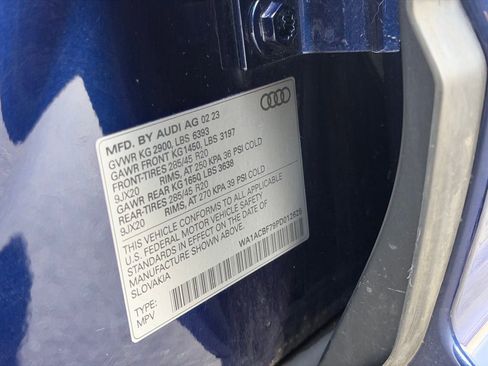 MFD. BY AUDI AG 02 23
GVWR KG 2900, LBS 6393
GAWR FRONT KG1450, LBS 3197
FRONT-TIRES 285/45 R20
9JX20 RIMS, AT 250 KPA 36 PSI COLD
GAWR REAR KG 1650 LBS 3638
REAR-TIRES 285/45 R20
9JX20 RIMS, AT 270 KPA 39 PSI COLD
THIS VEHICLE CONFORMS TO ALL APPLICABLE
U.S. FEDERAL MOTOR VEHICLE SAFETY
STANDARDS IN EFFECT ON THE DATE OF
MANUFACTURE SHOWN ABOVE.
SLOVAKIA
TYPE:
MPV